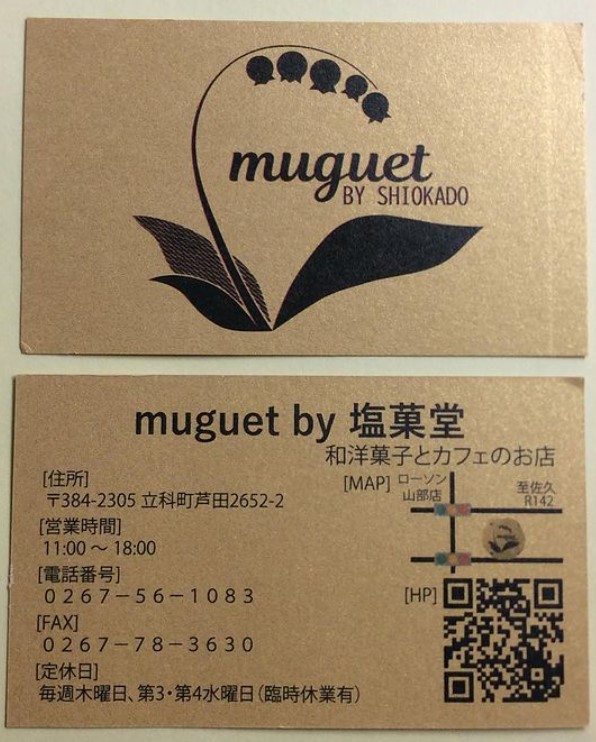 muguet
BY SHIOKADO
muguet by 塩菓堂
和洋菓子とカフェのお店
[住所]
〒384-2305 立科町芦田2652-2
[営業時間]
11:00 ～ 18:00
[電話番号]
０２６７－５６－１０８３
[FAX]
０２６７－７８－３６３０
[定休日]
毎週木曜日、第3・第4水曜日（臨時休業有）
[MAP]
ローソン
山部店
至佐久
R142
[HP]